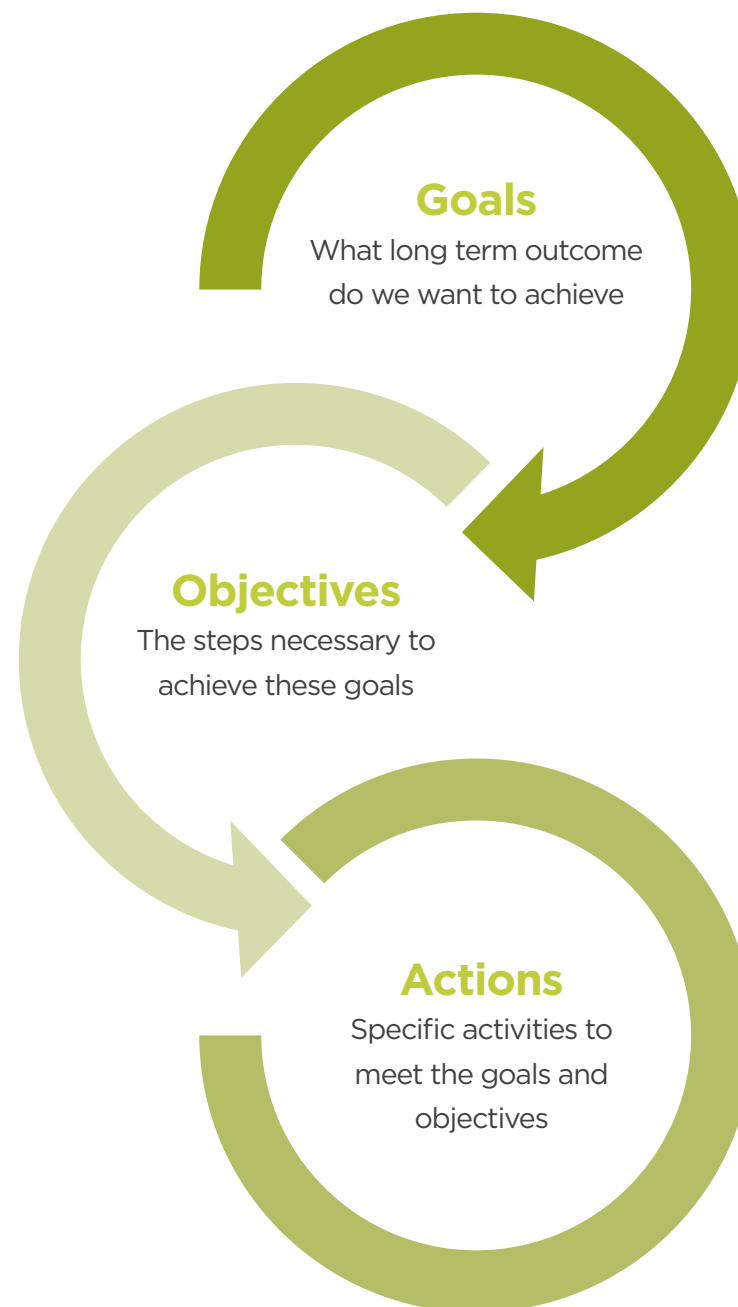 Goals
What long term outcome
do we want to achieve
Objectives
The steps necessary to
achieve these goals
Actions
Specific activities to
meet the goals and
objectives